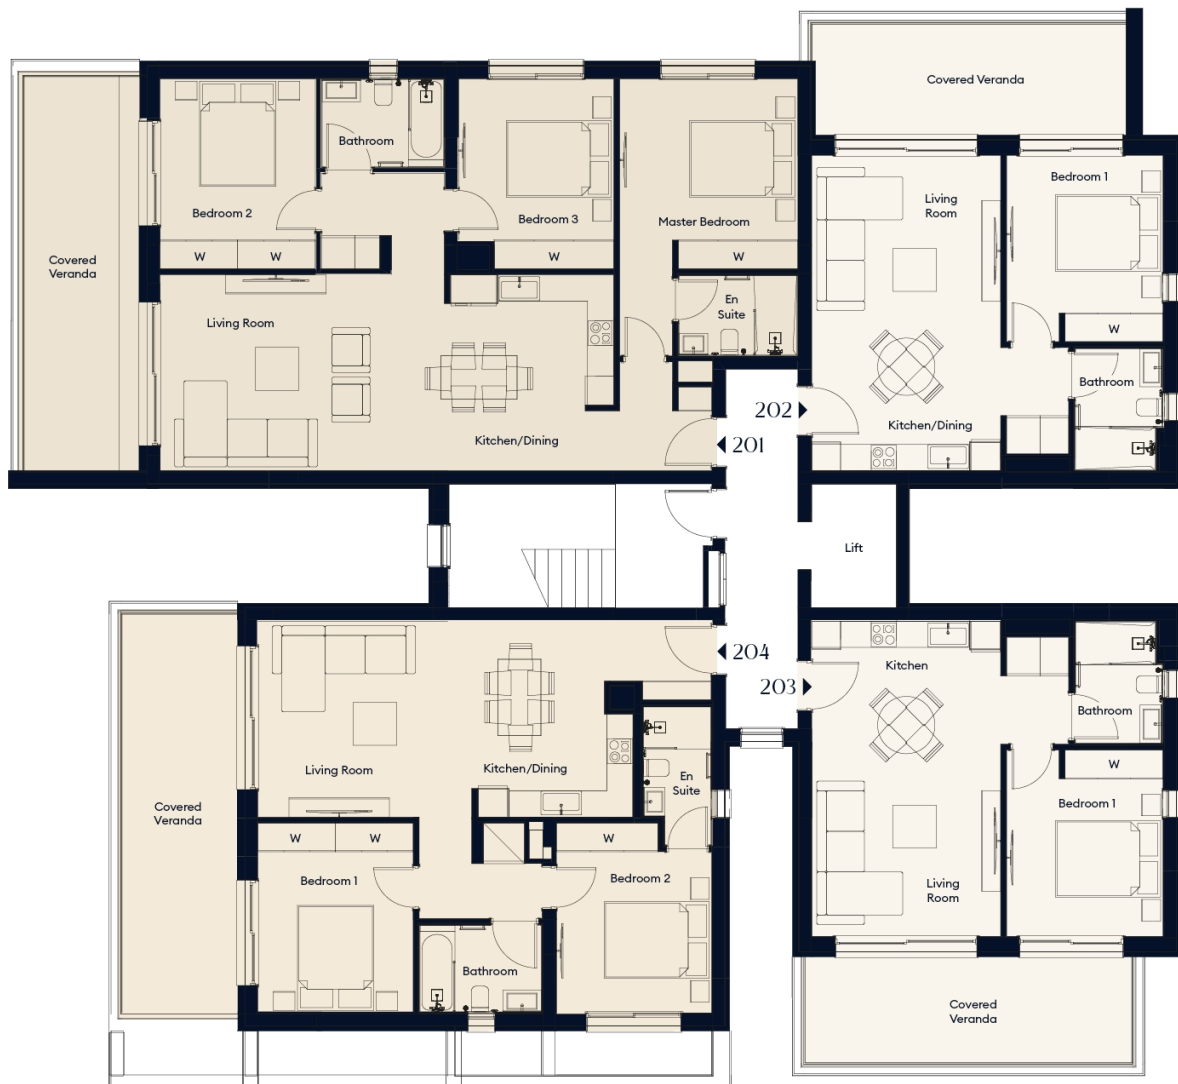 Covered Veranda
Bathroom
Bedroom 2
Bedroom 3
Master Bedroom
Living
Room
Bedroom 1
W
W
W
W
Covered
Veranda
En
Suite
Living Room
W
Bathroom
Kitchen/Dining
202
Kitchen/Dining
201
Lift
204
Kitchen
203
Bathroom
Living Room
Kitchen/Dining
En
Suite
W
Covered
Veranda
Bedroom 1
W
W
W
Bedroom 1
Bedroom 2
Living
Room
Bathroom
Covered
Veranda